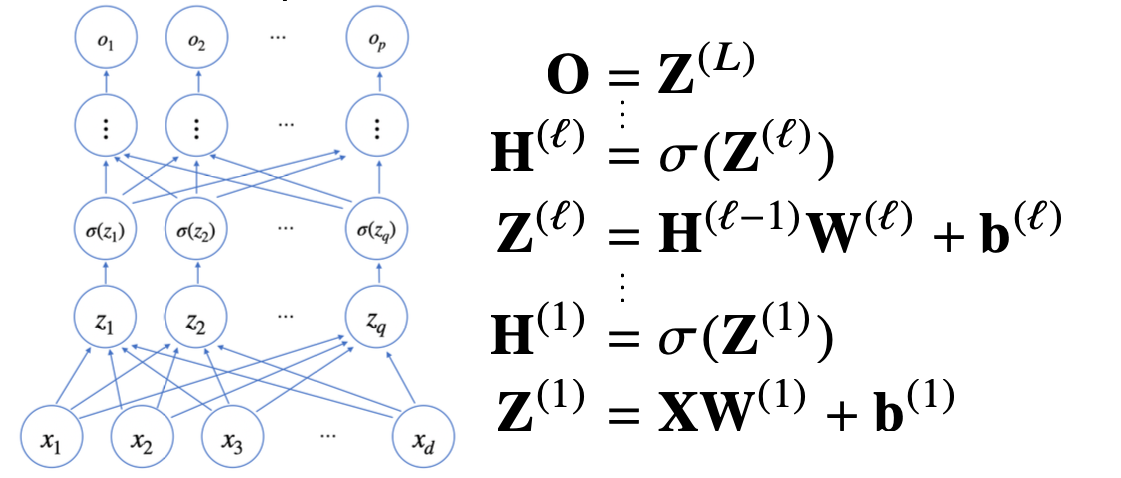 o₁ o₂ ... oₚ
⋮ ⋮ ... ⋮
σ(z₁) σ(z₂) ... σ(z_q)
z₁ z₂ ... z_q
x₁ x₂ x₃ ... x_d
O = Z^(L)
⋮
H^(ℓ) = σ(Z^(ℓ))
Z^(ℓ) = H^(ℓ−1)W^(ℓ) + b^(ℓ)
⋮
H^(1) = σ(Z^(1))
Z^(1) = XW^(1) + b^(1)